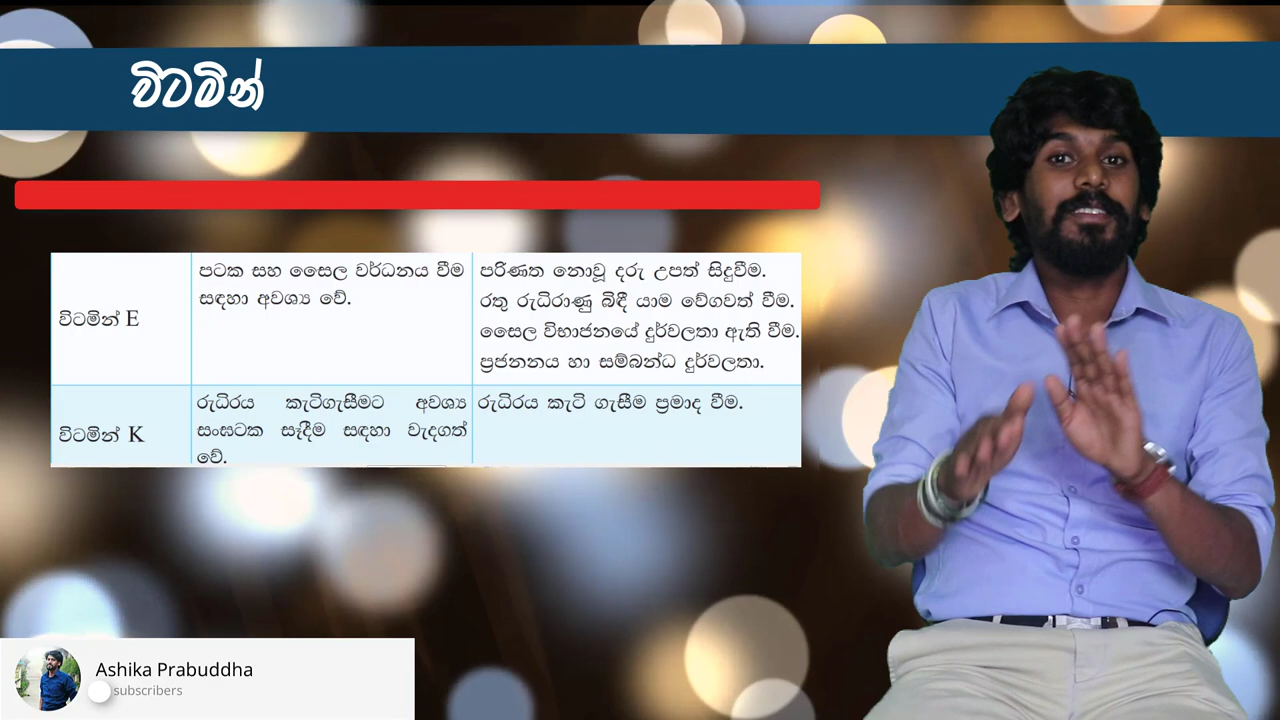 විටමින්
විටමින් E
පටක සහ සෛල වර්ධනය වීම
සඳහා අවශ්‍ය වේ.
පරිණත නොවූ දරු උපත් සිදුවීම.
රතු රුධිරාණු බිඳී යාම වේගවත් වීම.
සෛල විභාජනයේ දුර්වලතා ඇති වීම.
ප්‍රජනනය හා සම්බන්ධ දුර්වලතා.
විටමින් K
රුධිරය කැටිගැසීමට අවශ්‍ය
සංඝටක සෑදීම සඳහා වැදගත්
වේ.
රුධිරය කැටි ගැසීම ප්‍රමාද වීම.
Ashika Prabuddha
subscribers